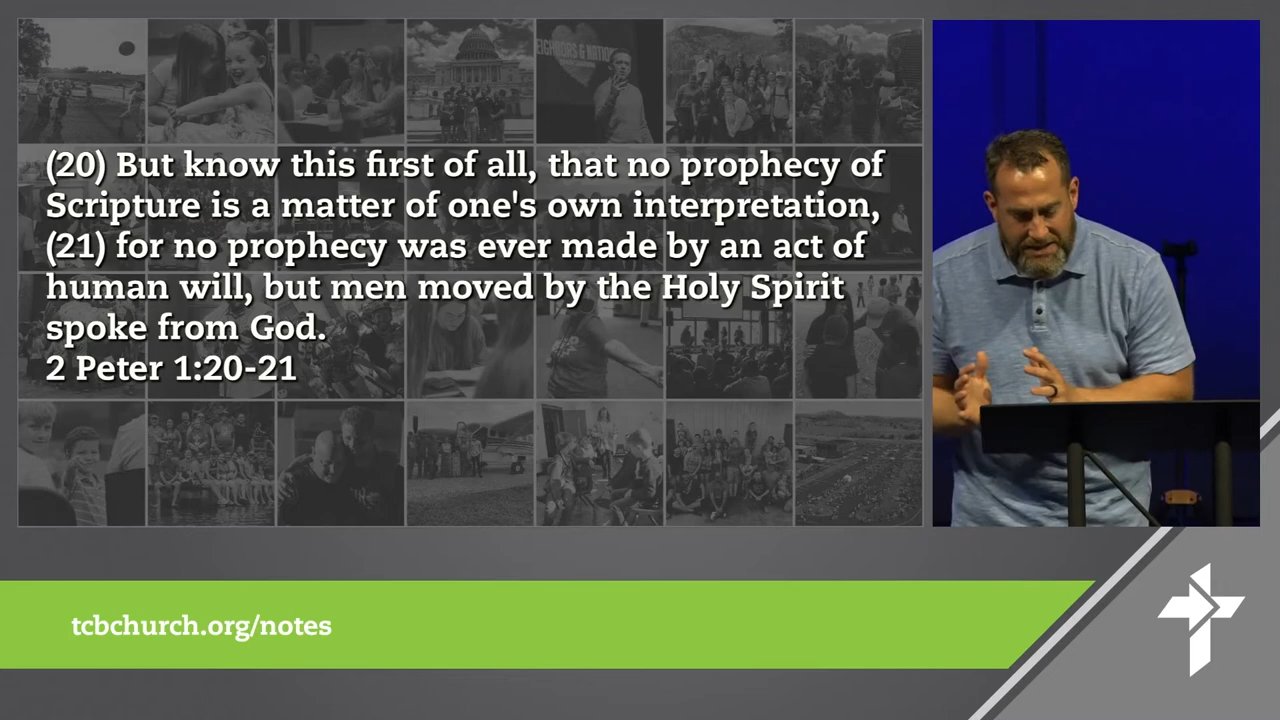 EIGHBORS & NATIO
(20) But know this first of all, that no prophecy of
Scripture is a matter of one's own interpretation,
(21) for no prophecy was ever made by an act of
human will, but men moved by the Holy Spirit
spoke from God.
2 Peter 1:20-21
tcbchurch.org/notes